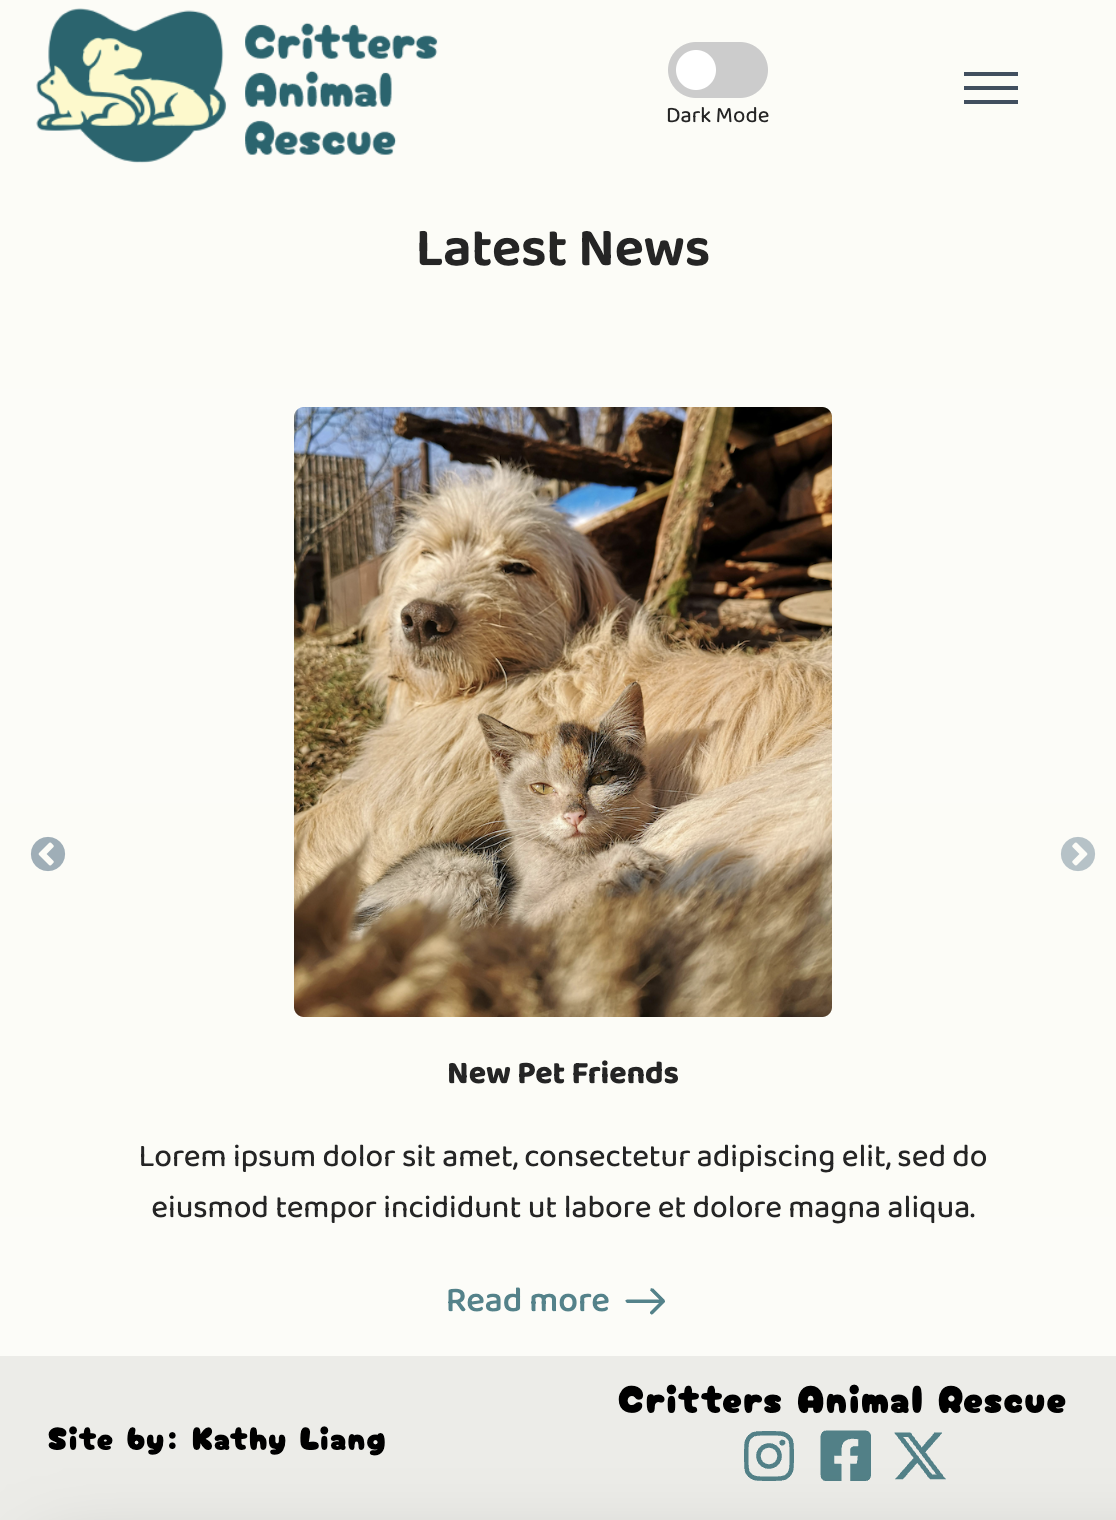 Critters
Animal
Rescue
Dark Mode
Latest News
New Pet Friends
Lorem ipsum dolor sit amet, consectetur adipiscing elit, sed do
eiusmod tempor incididunt ut labore et dolore magna aliqua.
Read more →
Critters Animal Rescue
Site by: Kathy Liang